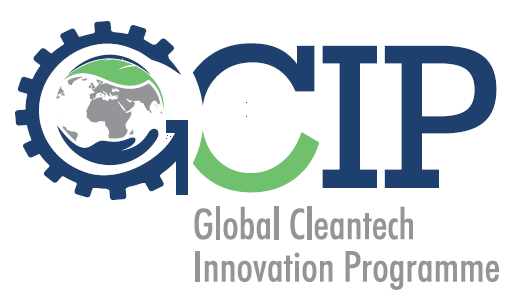 GCIP
Global Cleantech
Innovation Programme